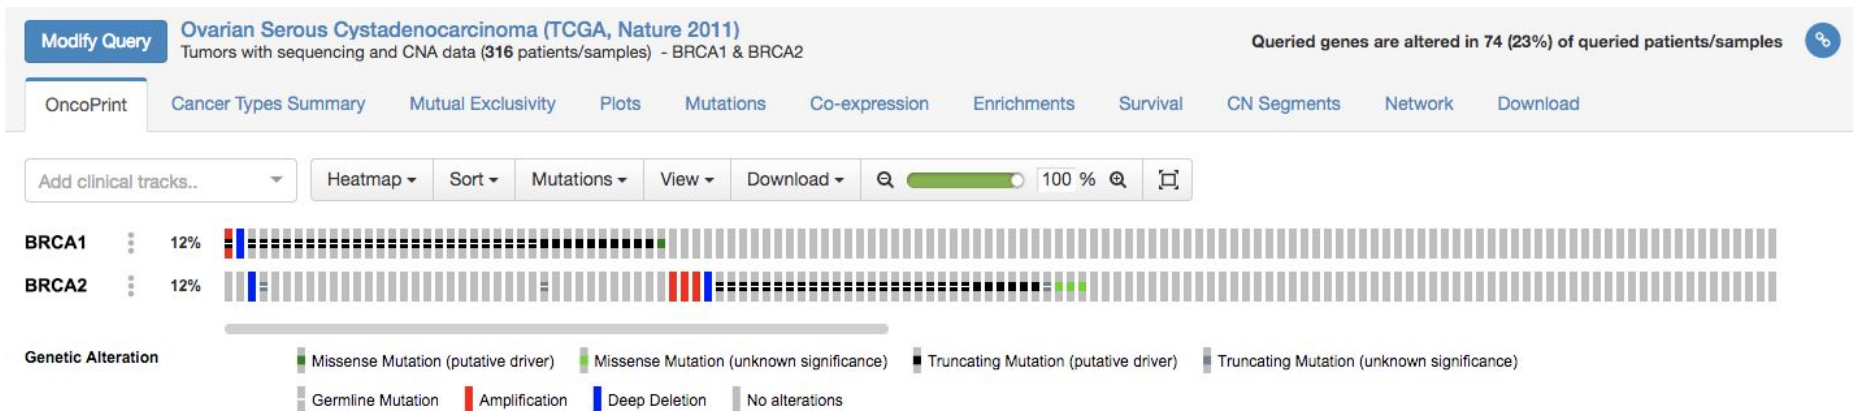 Modify Query
Ovarian Serous Cystadenocarcinoma (TCGA, Nature 2011)
Tumors with sequencing and CNA data (316 patients/samples) - BRCA1 & BRCA2
Queried genes are altered in 74 (23%) of queried patients/samples
OncoPrint Cancer Types Summary Mutual Exclusivity Plots Mutations Co-expression Enrichments Survival CN Segments Network Download
Add clinical tracks.. Heatmap Sort Mutations View Download 100 %
BRCA1 12%
BRCA2 12%
Genetic Alteration Missense Mutation (putative driver) Missense Mutation (unknown significance) Truncating Mutation (putative driver) Truncating Mutation (unknown significance)
Germline Mutation Amplification Deep Deletion No alterations